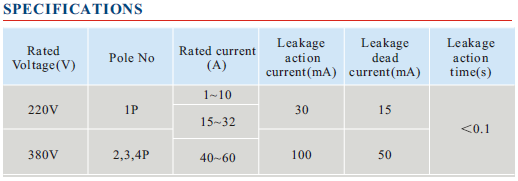 SPECIFICATIONS
Rated Voltage(V) Pole No Rated current (A) Leakage action current(mA) Leakage dead current(mA) Leakage action time(s)
220V 1P 1~10 30 15 <0.1
15~32
380V 2,3,4P 40~60 100 50